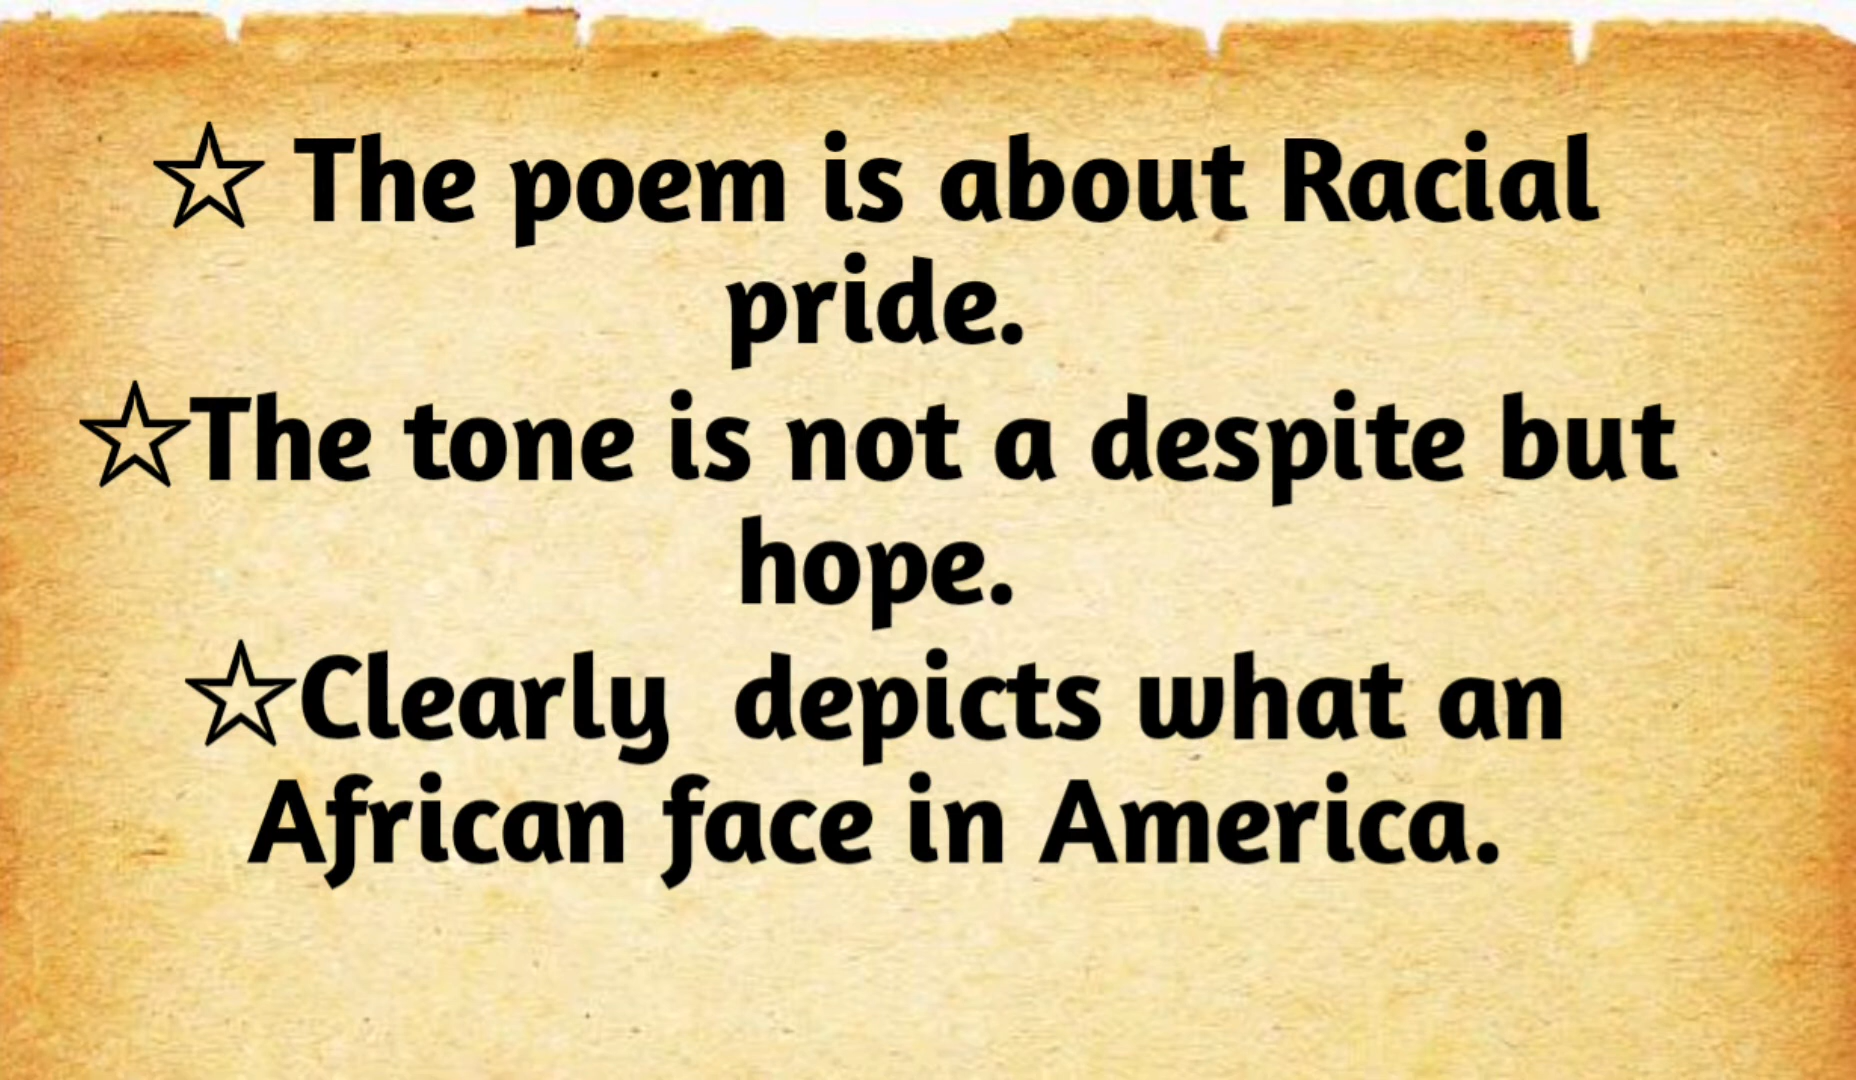 ☆ The poem is about Racial
pride.
☆The tone is not a despite but
hope.
☆Clearly  depicts what an
African face in America.